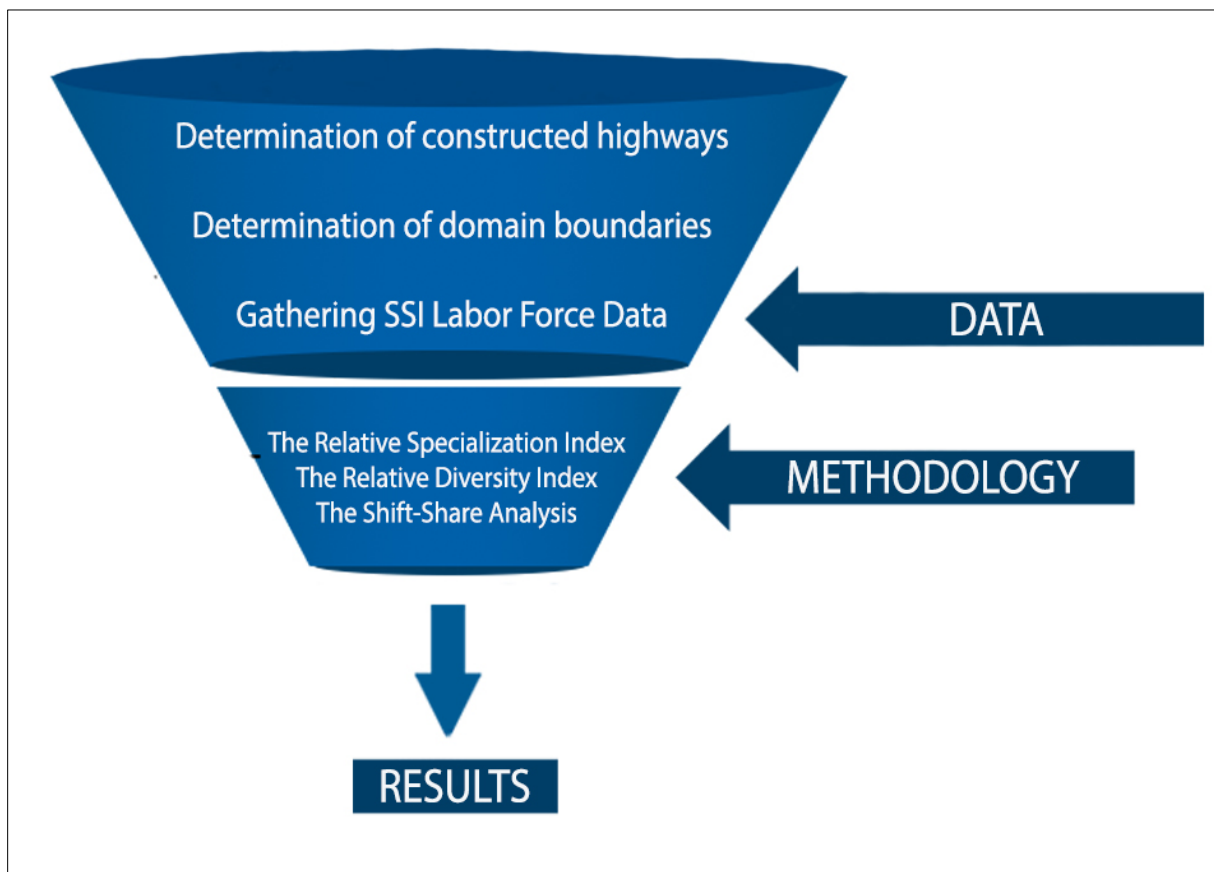 Determination of constructed highways
Determination of domain boundaries
Gathering SSI Labor Force Data
DATA
The Relative Specialization Index
The Relative Diversity Index
The Shift-Share Analysis
METHODOLOGY
RESULTS